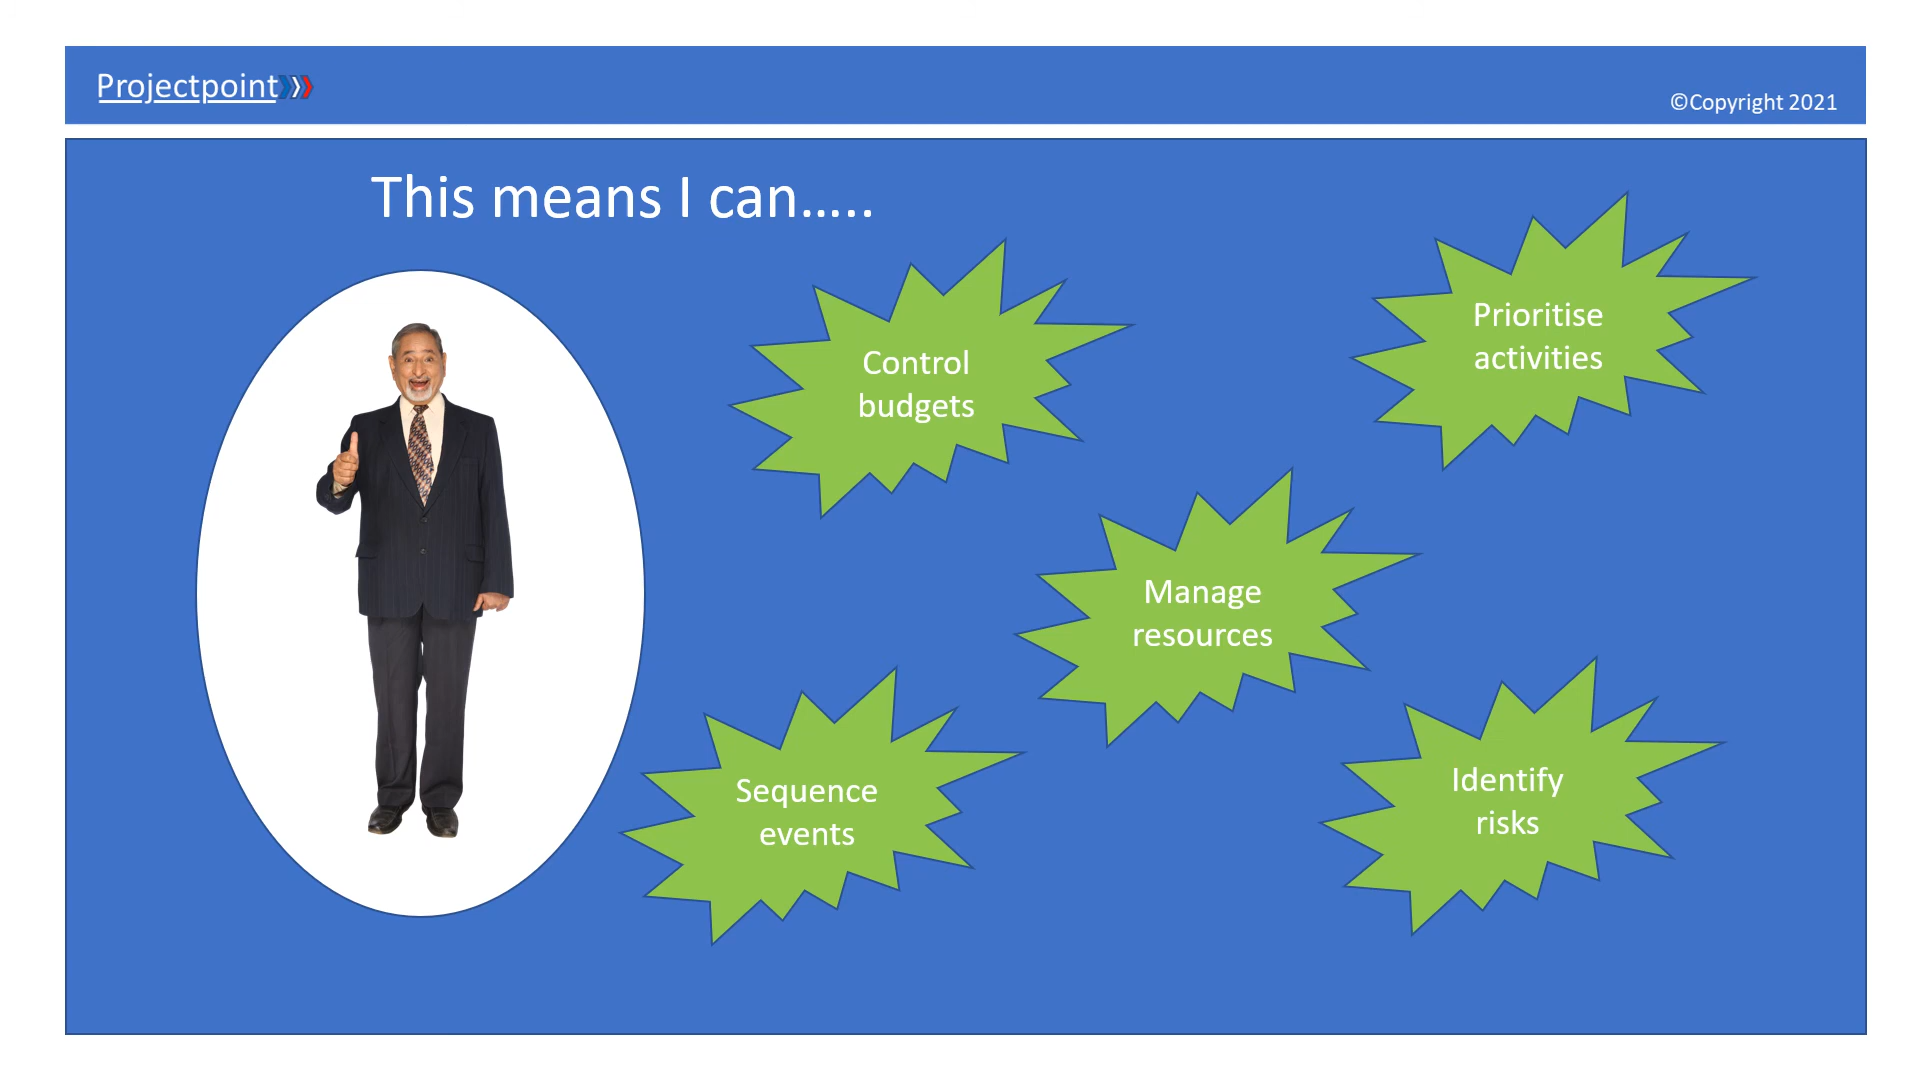 Projectpoint
©Copyright 2021
This means I can…..
Control
budgets
Prioritise
activities
Manage
resources
Sequence
events
Identify
risks